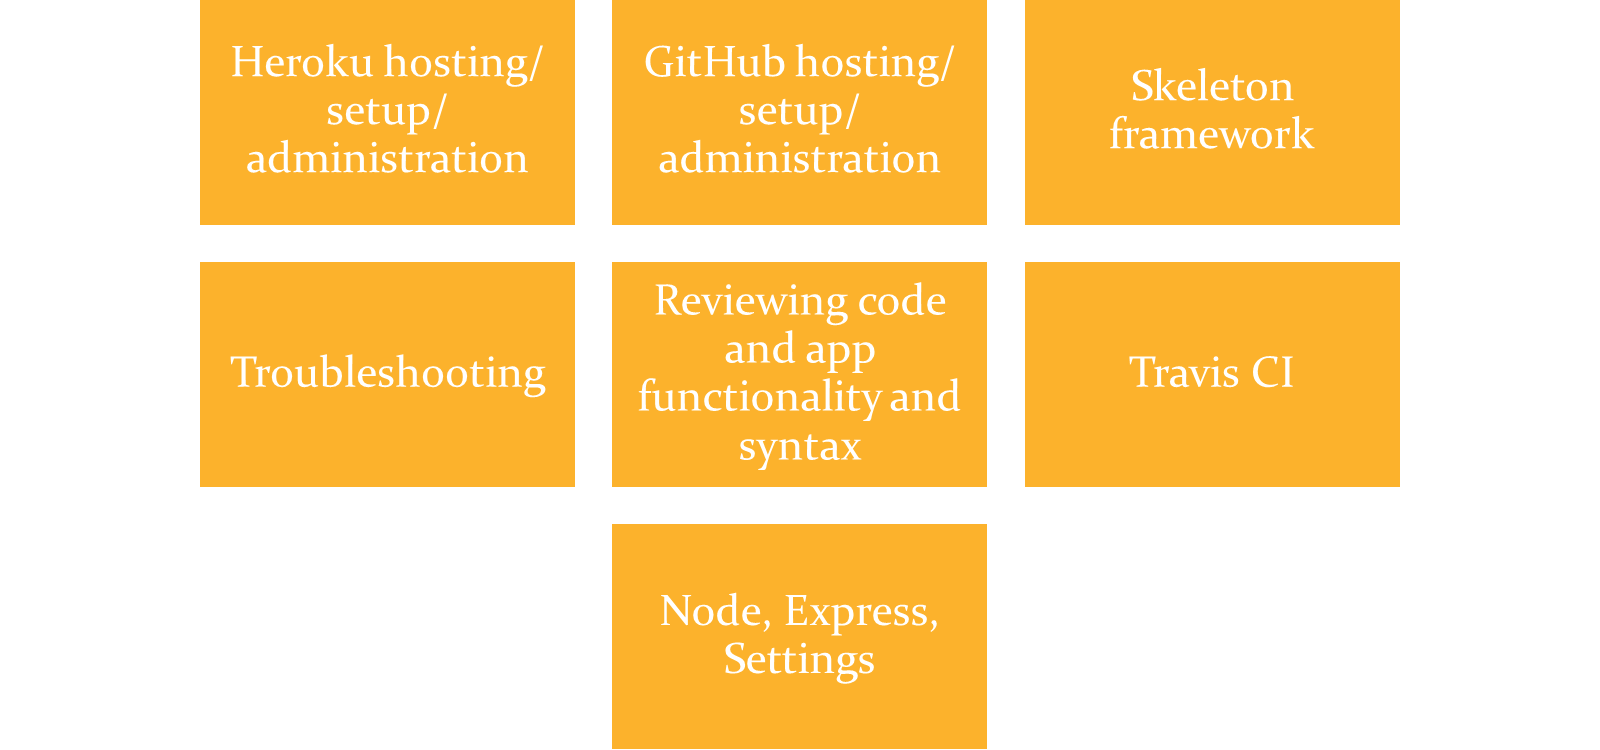 Heroku hosting/
setup/
administration
GitHub hosting/
setup/
administration
Skeleton
framework
Troubleshooting
Reviewing code
and app
functionality and
syntax
Travis CI
Node, Express,
Settings